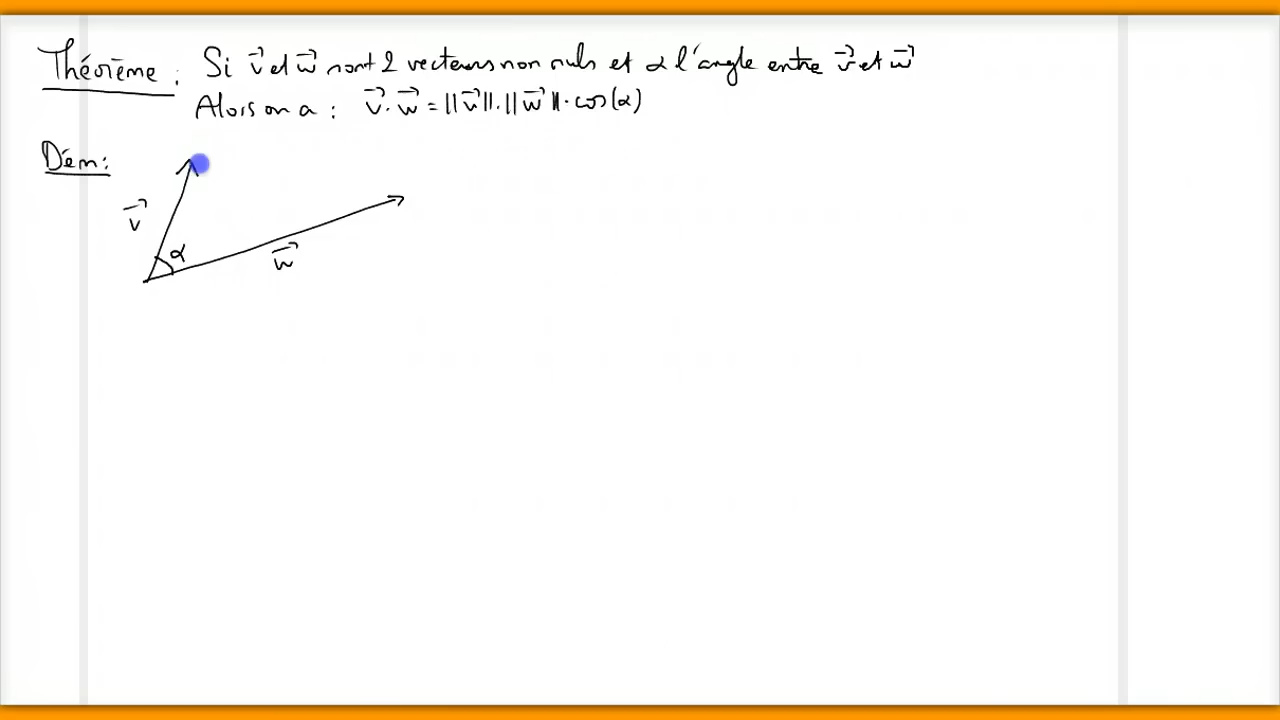 Théorème : Si v⃗ et w⃗ sont 2 vecteurs non nuls et α l'angle entre v⃗ et w⃗
Alors on a : v⃗ · w⃗ = ||v⃗|| · ||w⃗|| · cos(α)
Dém :
v⃗
α
w⃗